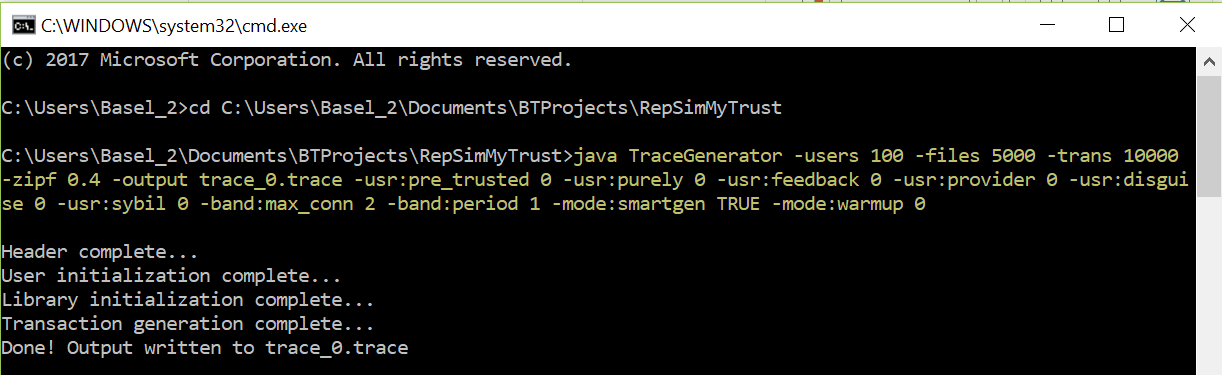 C:\WINDOWS\system32\cmd.exe
(c) 2017 Microsoft Corporation. All rights reserved.
C:\Users\Basel_2>cd C:\Users\Basel_2\Documents\BTProjects\RepSimMyTrust
C:\Users\Basel_2\Documents\BTProjects\RepSimMyTrust>java TraceGenerator -users 100 -files 5000 -trans 10000
-zipf 0.4 -output trace_0.trace -usr:pre_trusted 0 -usr:purely 0 -usr:feedback 0 -usr:provider 0 -usr:disgui
se 0 -usr:sybil 0 -band:max_conn 2 -band:period 1 -mode:smartgen TRUE -mode:warmup 0
Header complete...
User initialization complete...
Library initialization complete...
Transaction generation complete...
Done! Output written to trace_0.trace